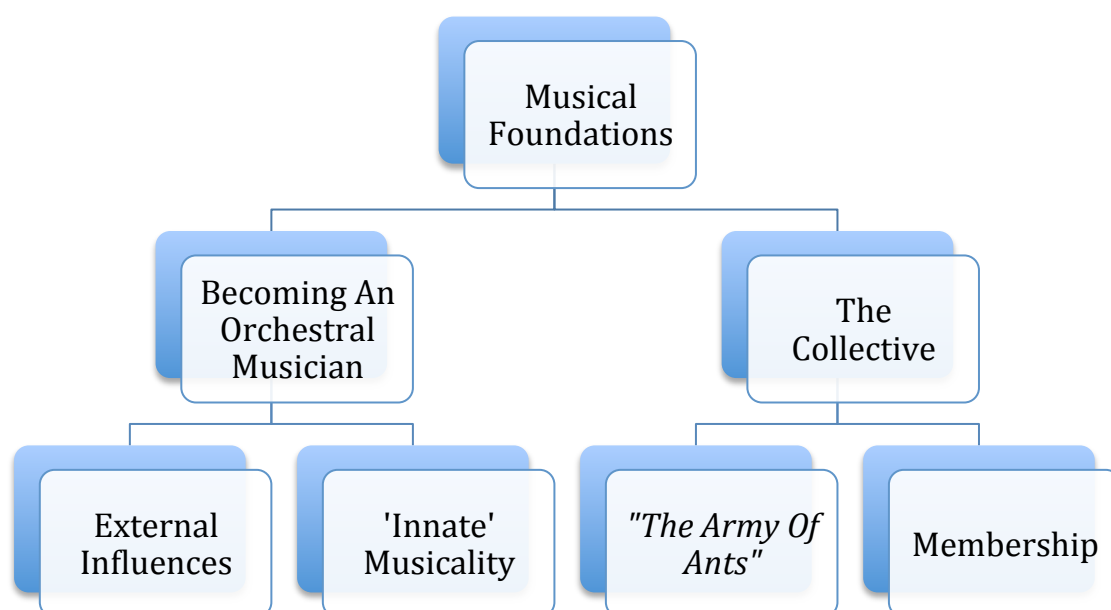 Musical
Foundations
Becoming An
Orchestral
Musician
The
Collective
External
Influences
'Innate'
Musicality
"The Army Of
Ants"
Membership